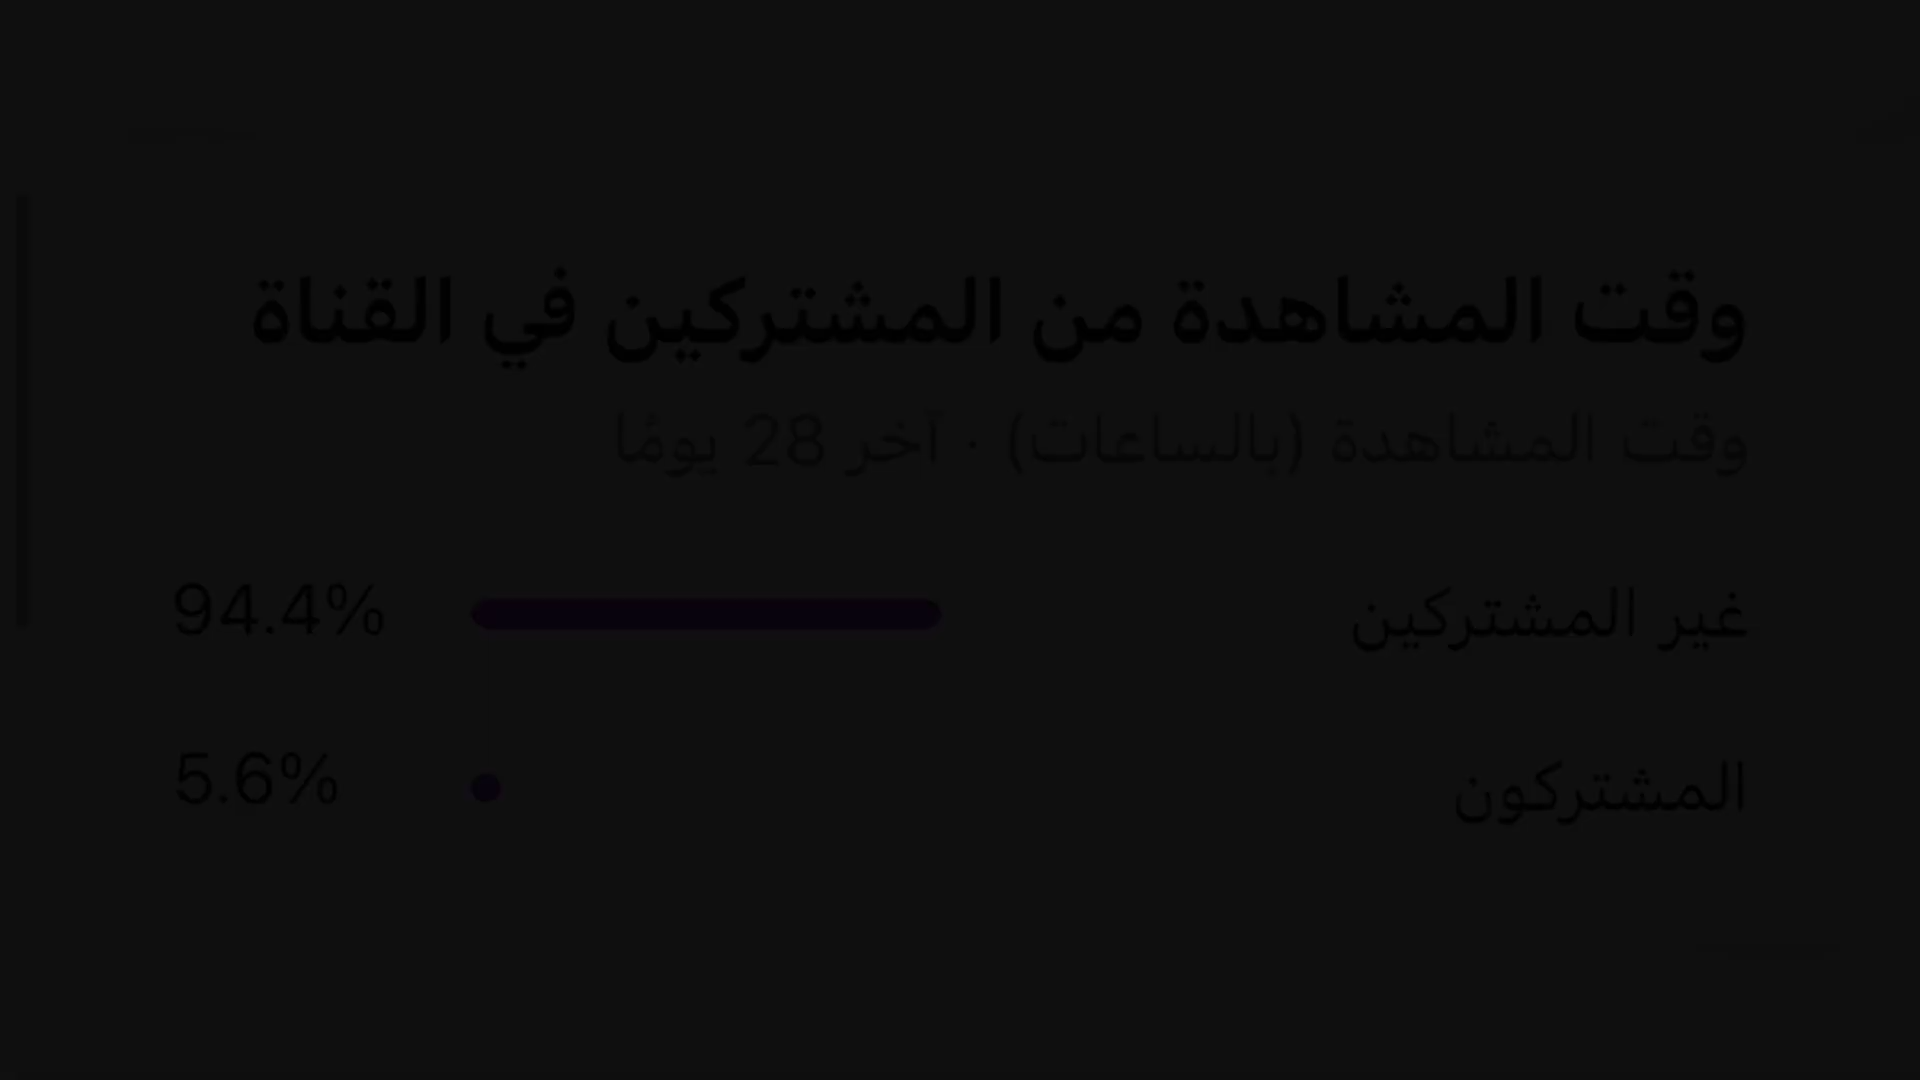 وقت المشاهدة من المشتركين في القناة
وقت المشاهدة (بالساعات) · آخر 28 يومًا
غير المشتركين 94.4%
المشتركون 5.6%